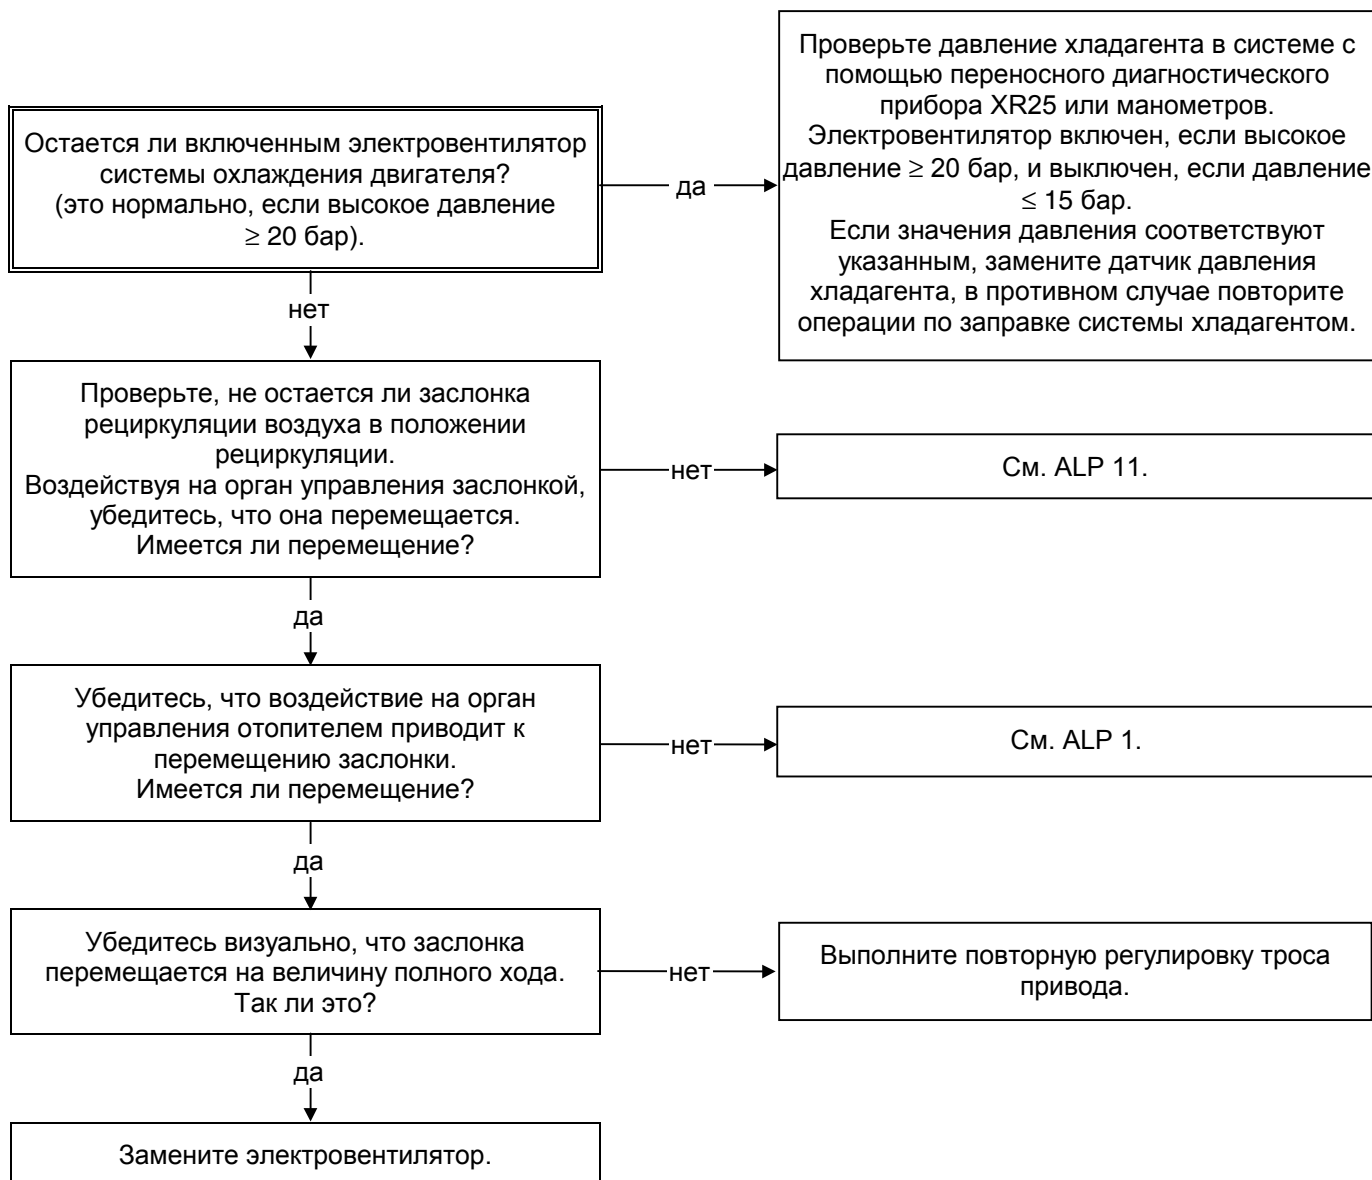 Остается ли включенным электровентилятор
системы охлаждения двигателя?
(это нормально, если высокое давление
≥ 20 бар).
да
Проверьте давление хладагента в системе с
помощью переносного диагностического
прибора XR25 или манометров.
Электровентилятор включен, если высокое
давление ≥ 20 бар, и выключен, если давление
≤ 15 бар.
Если значения давления соответствуют
указанным, замените датчик давления
хладагента, в противном случае повторите
операции по заправке системы хладагентом.
нет
Проверьте, не остается ли заслонка
рециркуляции воздуха в положении
рециркуляции.
Воздействуя на орган управления заслонкой,
убедитесь, что она перемещается.
Имеется ли перемещение?
нет
См. ALP 11.
да
Убедитесь, что воздействие на орган
управления отопителем приводит к
перемещению заслонки.
Имеется ли перемещение?
нет
См. ALP 1.
да
Убедитесь визуально, что заслонка
перемещается на величину полного хода.
Так ли это?
нет
Выполните повторную регулировку троса
привода.
да
Замените электровентилятор.